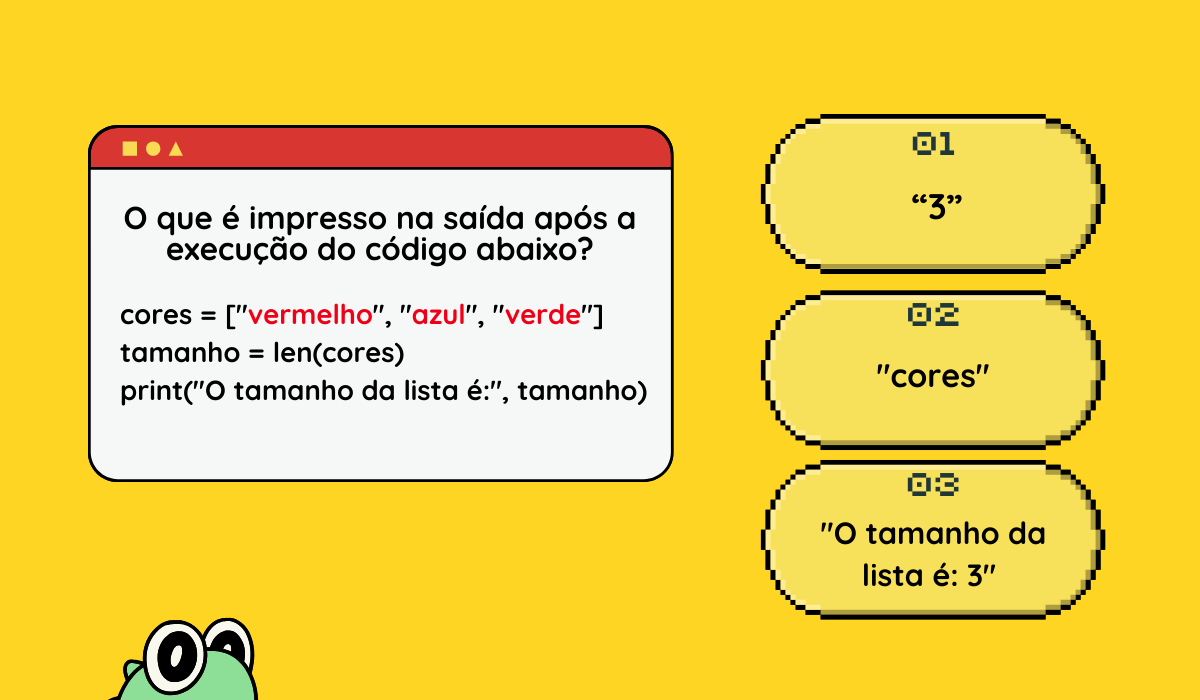 O que é impresso na saída após a
execução do código abaixo?
cores = ["vermelho", "azul", "verde"]
tamanho = len(cores)
print("O tamanho da lista é:", tamanho)
01
“3”
02
"cores"
03
"O tamanho da
lista é: 3"